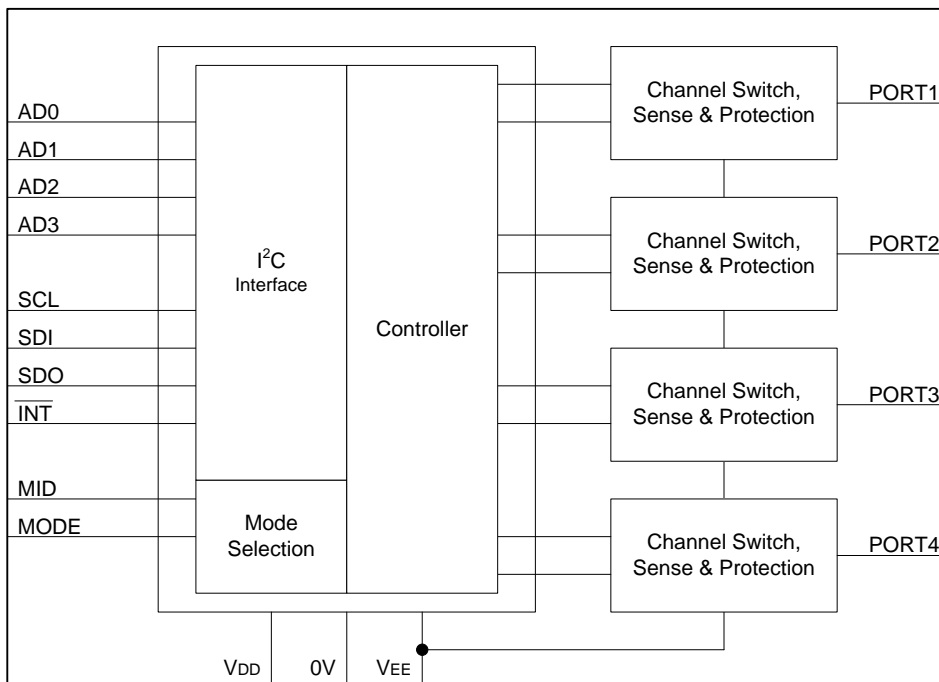 AD0
AD1
AD2
AD3
SCL
SDI
SDO
INT
MID
MODE
I²C
Interface
Mode
Selection
Controller
Channel Switch,
Sense & Protection
PORT1
Channel Switch,
Sense & Protection
PORT2
Channel Switch,
Sense & Protection
PORT3
Channel Switch,
Sense & Protection
PORT4
VDD
0V
VEE